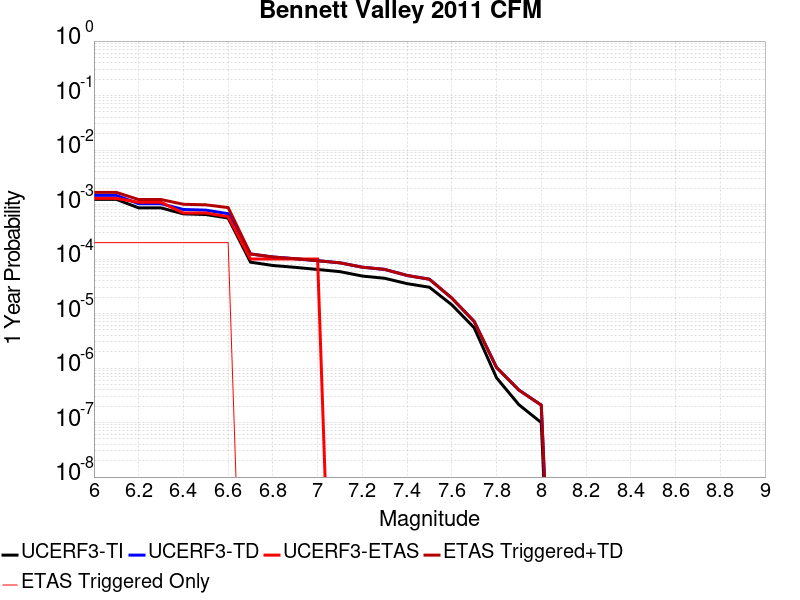 Bennett Valley 2011 CFM
1 Year Probability
10^0
10^-1
10^-2
10^-3
10^-4
10^-5
10^-6
10^-7
10^-8
6 6.2 6.4 6.6 6.8 7 7.2 7.4 7.6 7.8 8 8.2 8.4 8.6 8.8 9
Magnitude
UCERF3-TI UCERF3-TD UCERF3-ETAS ETAS Triggered+TD
ETAS Triggered Only